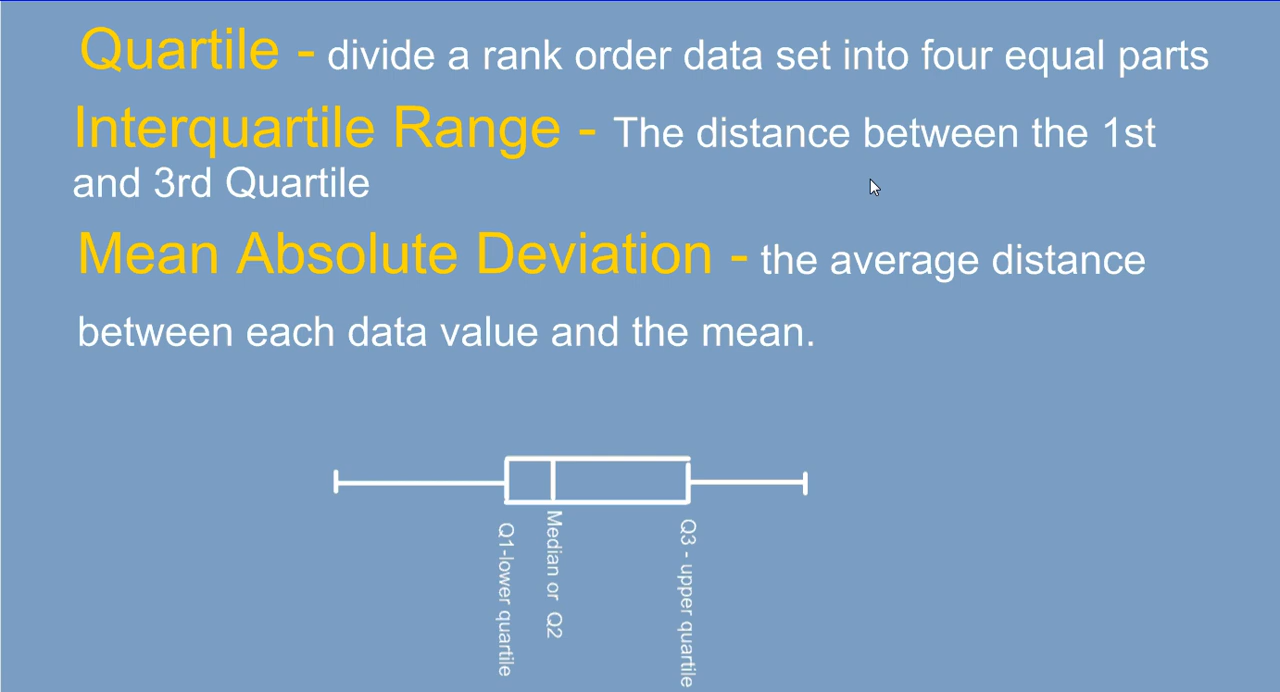 Quartile - divide a rank order data set into four equal parts
Interquartile Range - The distance between the 1st
and 3rd Quartile
Mean Absolute Deviation - the average distance
between each data value and the mean.
Q1-lower quartile
Median or Q2
Q3 - upper quartile